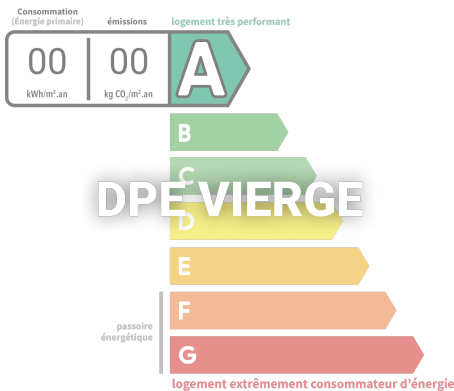 Consommation
(Énergie primaire)
émissions
logement très performant
00
00
A
kWh/m².an
kg CO₂/m².an
B
C
DPE VIERGE
D
E
F
passoire
énergétique
G
logement extrêmement consommateur d'énergie